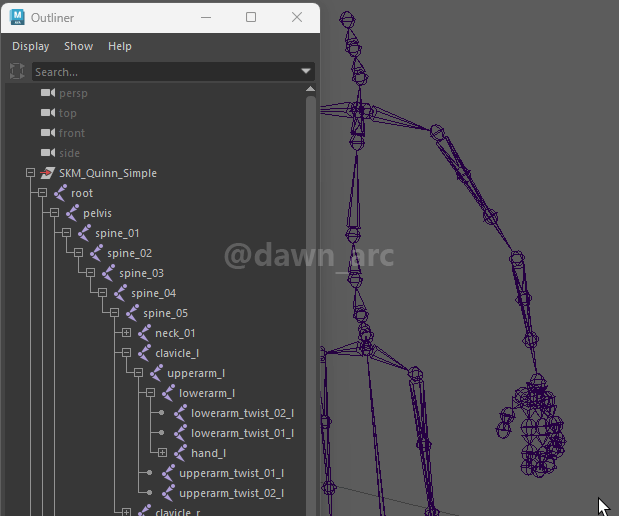 Outliner
Display Show Help
Search...
persp
top
front
side
SKM_Quinn_Simple
root
pelvis
spine_01
spine_02
@dawn_arc
spine_03
spine_04
spine_05
neck_01
clavicle_l
upperarm_l
lowerarm_l
lowerarm_twist_02_l
lowerarm_twist_01_l
hand_l
upperarm_twist_01_l
upperarm_twist_02_l
clavicle_r